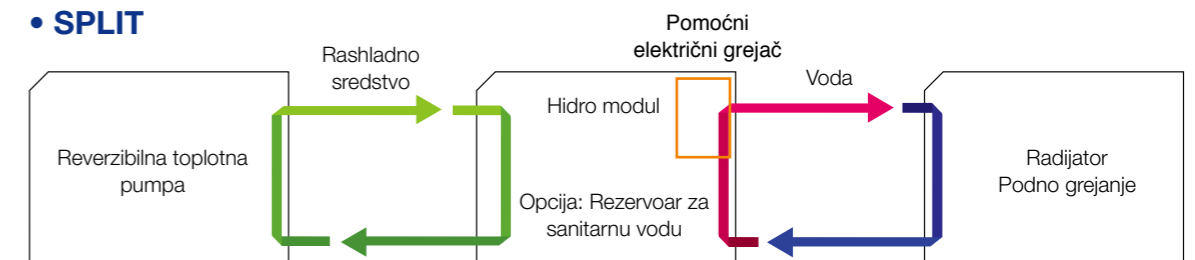 • SPLIT
Pomoćni
električni grejač
Rashladno
sredstvo
Voda
Hidro modul
Reverzibilna toplotna
pumpa
Radijator
Podno grejanje
Opcija: Rezervoar za
sanitarnu vodu